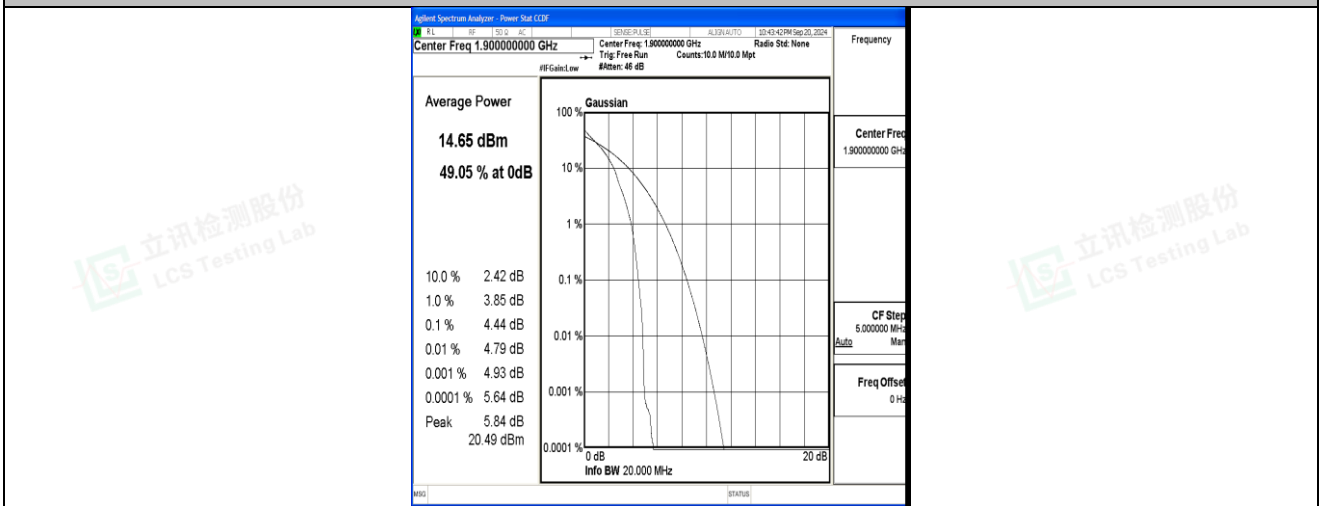 Agilent Spectrum Analyzer - Power Stat CCDF
RL RF 50 Ω AC SENSE:PULSE ALIGN AUTO 10:43:42 PM Sep 20, 2024
Center Freq 1.900000000 GHz
Center Freq: 1.900000000 GHz Radio Std: None
Trig: Free Run Counts:10.0 M/10.0 Mpt
#IFGain:Low #Atten: 46 dB
Frequency
Average Power
14.65 dBm
49.05 % at 0dB
10.0 % 2.42 dB
1.0 % 3.85 dB
0.1 % 4.44 dB
0.01 % 4.79 dB
0.001 % 4.93 dB
0.0001 % 5.64 dB
Peak 5.84 dB
20.49 dBm
Gaussian
100 %
10 %
1 %
0.1 %
0.01 %
0.001 %
0.0001 %
0 dB 20 dB
Info BW 20.000 MHz
Center Freq
1.900000000 GHz
CF Step
5.000000 MHz
Auto Man
Freq Offset
0 Hz
MSG STATUS
立讯检测股份
LCS Testing Lab
立讯检测股份
LCS Testing Lab